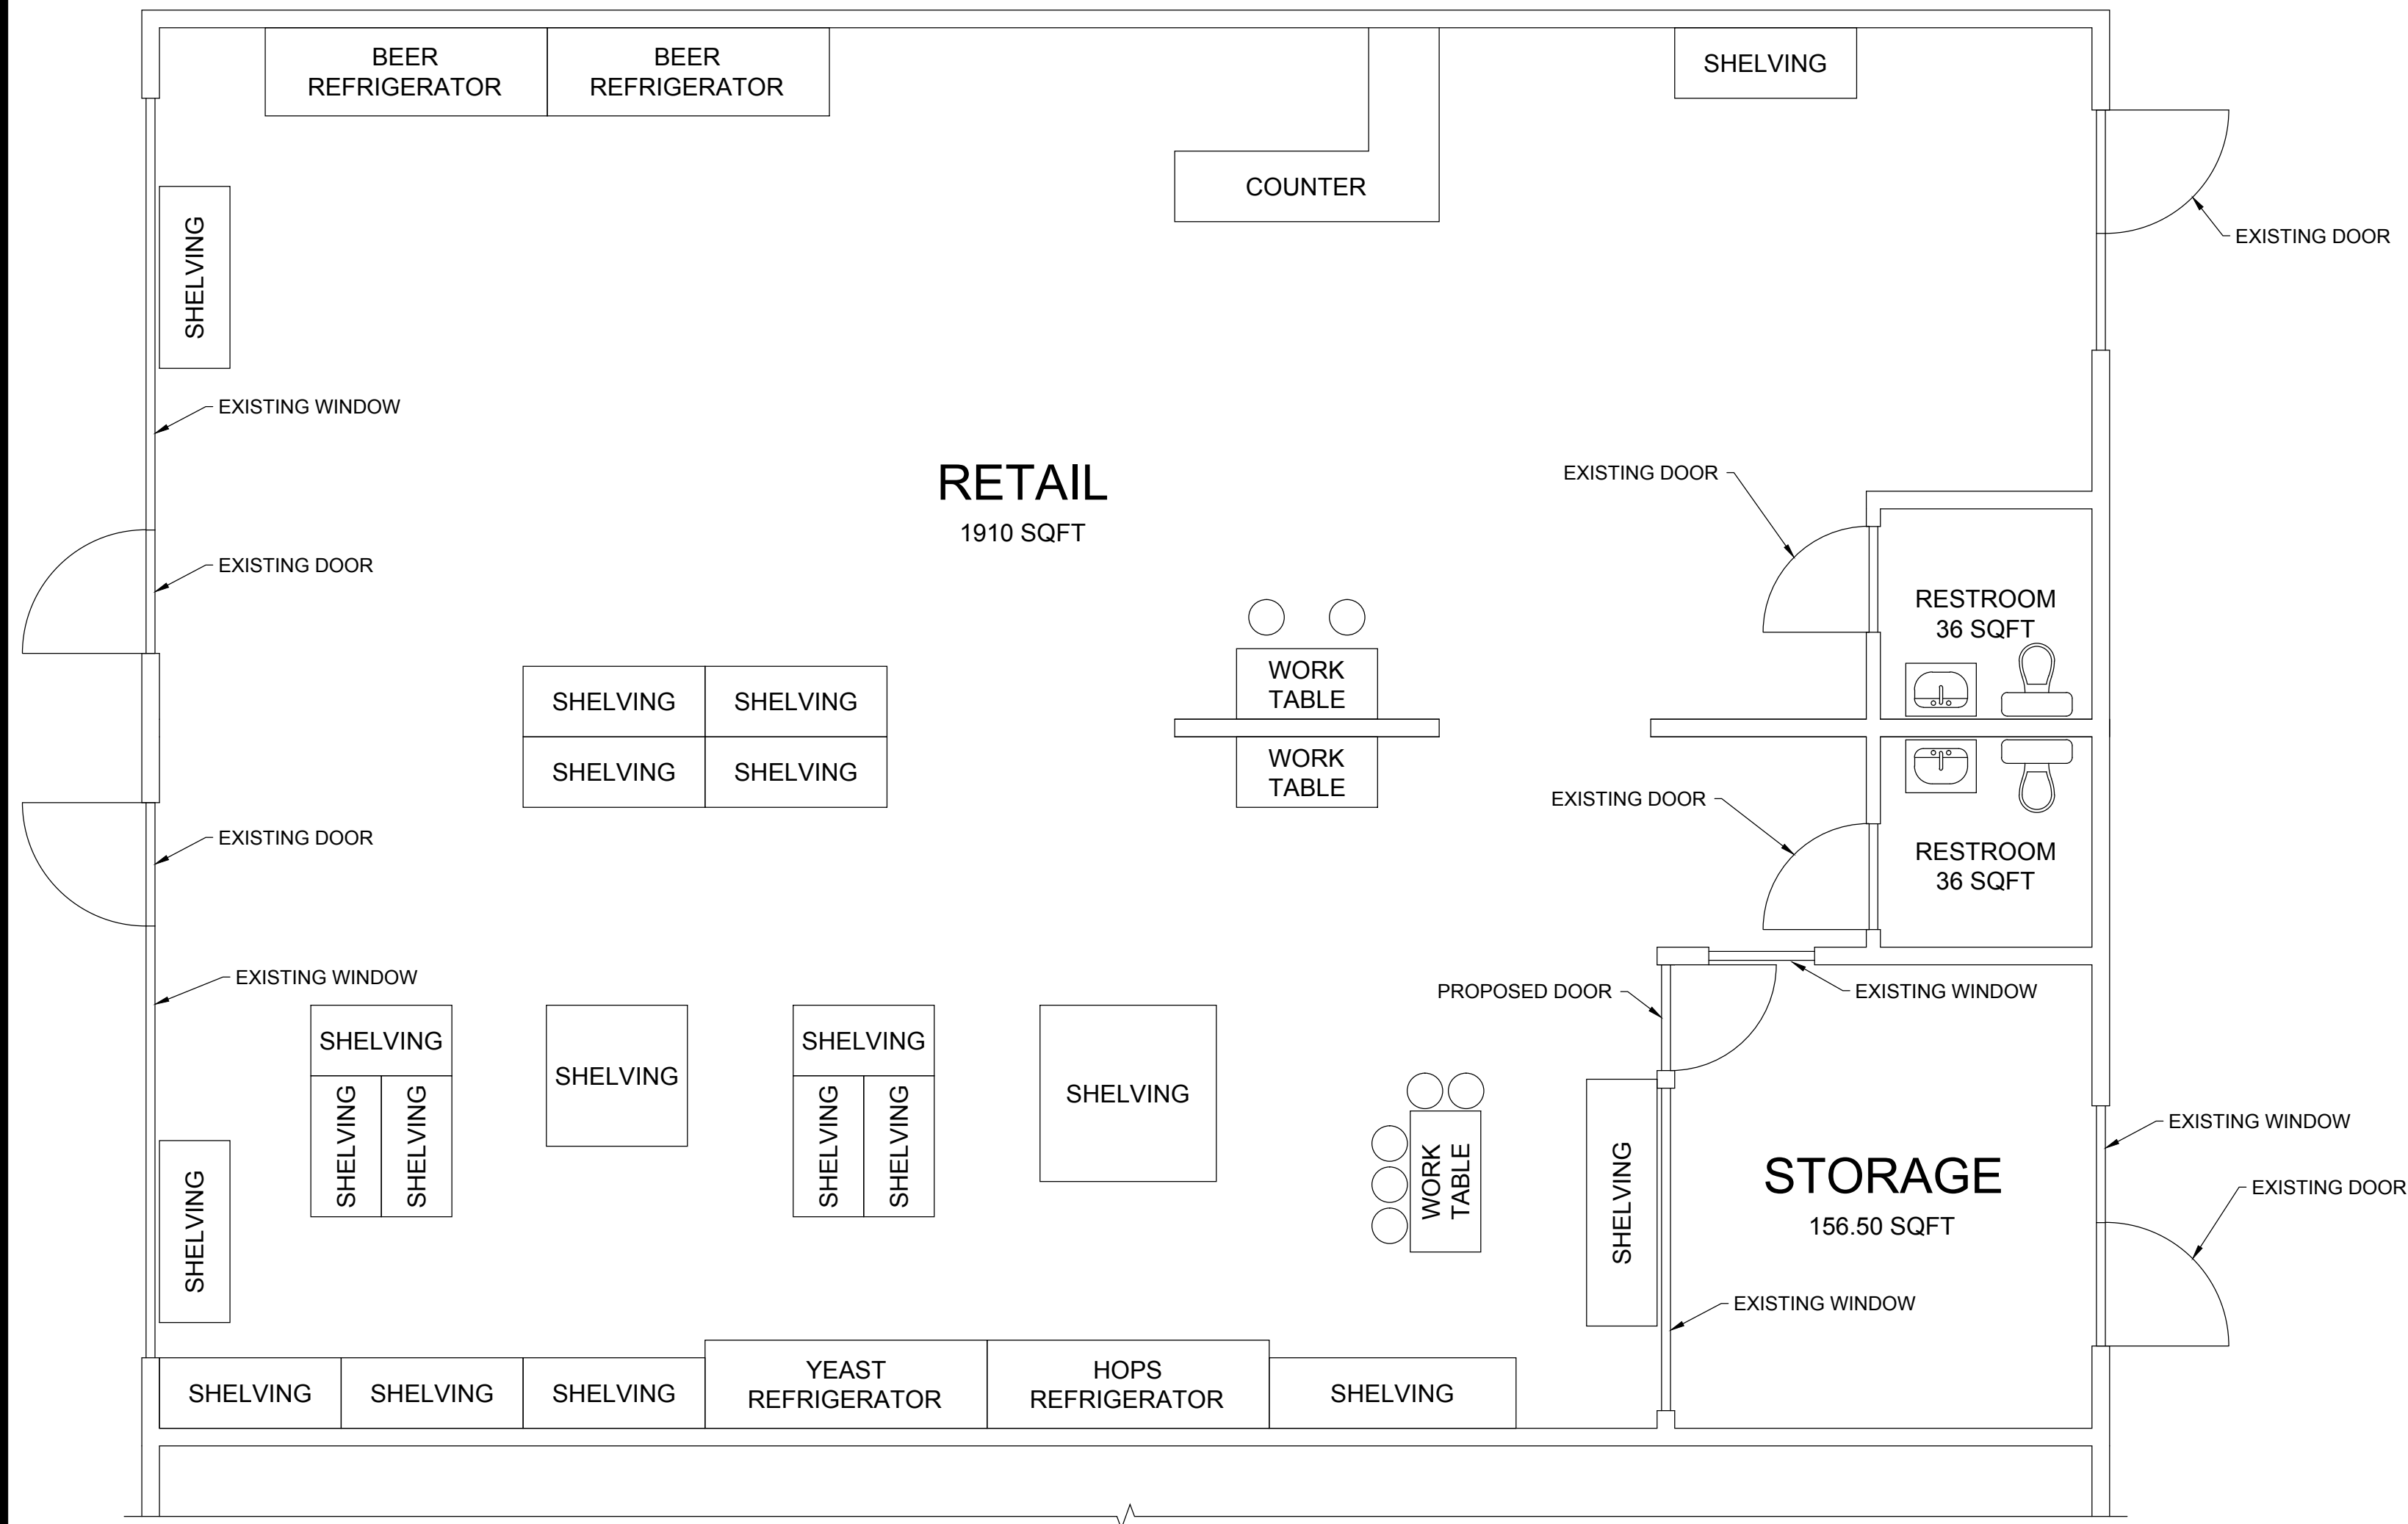 BEER
REFRIGERATOR
BEER
REFRIGERATOR
SHELVING
COUNTER
SHELVING
EXISTING DOOR
EXISTING WINDOW
RETAIL
1910 SQFT
EXISTING DOOR
EXISTING DOOR
RESTROOM
36 SQFT
WORK
TABLE
SHELVING
SHELVING
SHELVING
SHELVING
WORK
TABLE
EXISTING DOOR
EXISTING DOOR
RESTROOM
36 SQFT
EXISTING WINDOW
PROPOSED DOOR
EXISTING WINDOW
SHELVING
SHELVING
SHELVING
SHELVING
SHELVING
SHELVING
SHELVING
SHELVING
WORK
TABLE
SHELVING
EXISTING WINDOW
STORAGE
156.50 SQFT
EXISTING DOOR
SHELVING
EXISTING WINDOW
SHELVING
SHELVING
SHELVING
YEAST
REFRIGERATOR
HOPS
REFRIGERATOR
SHELVING